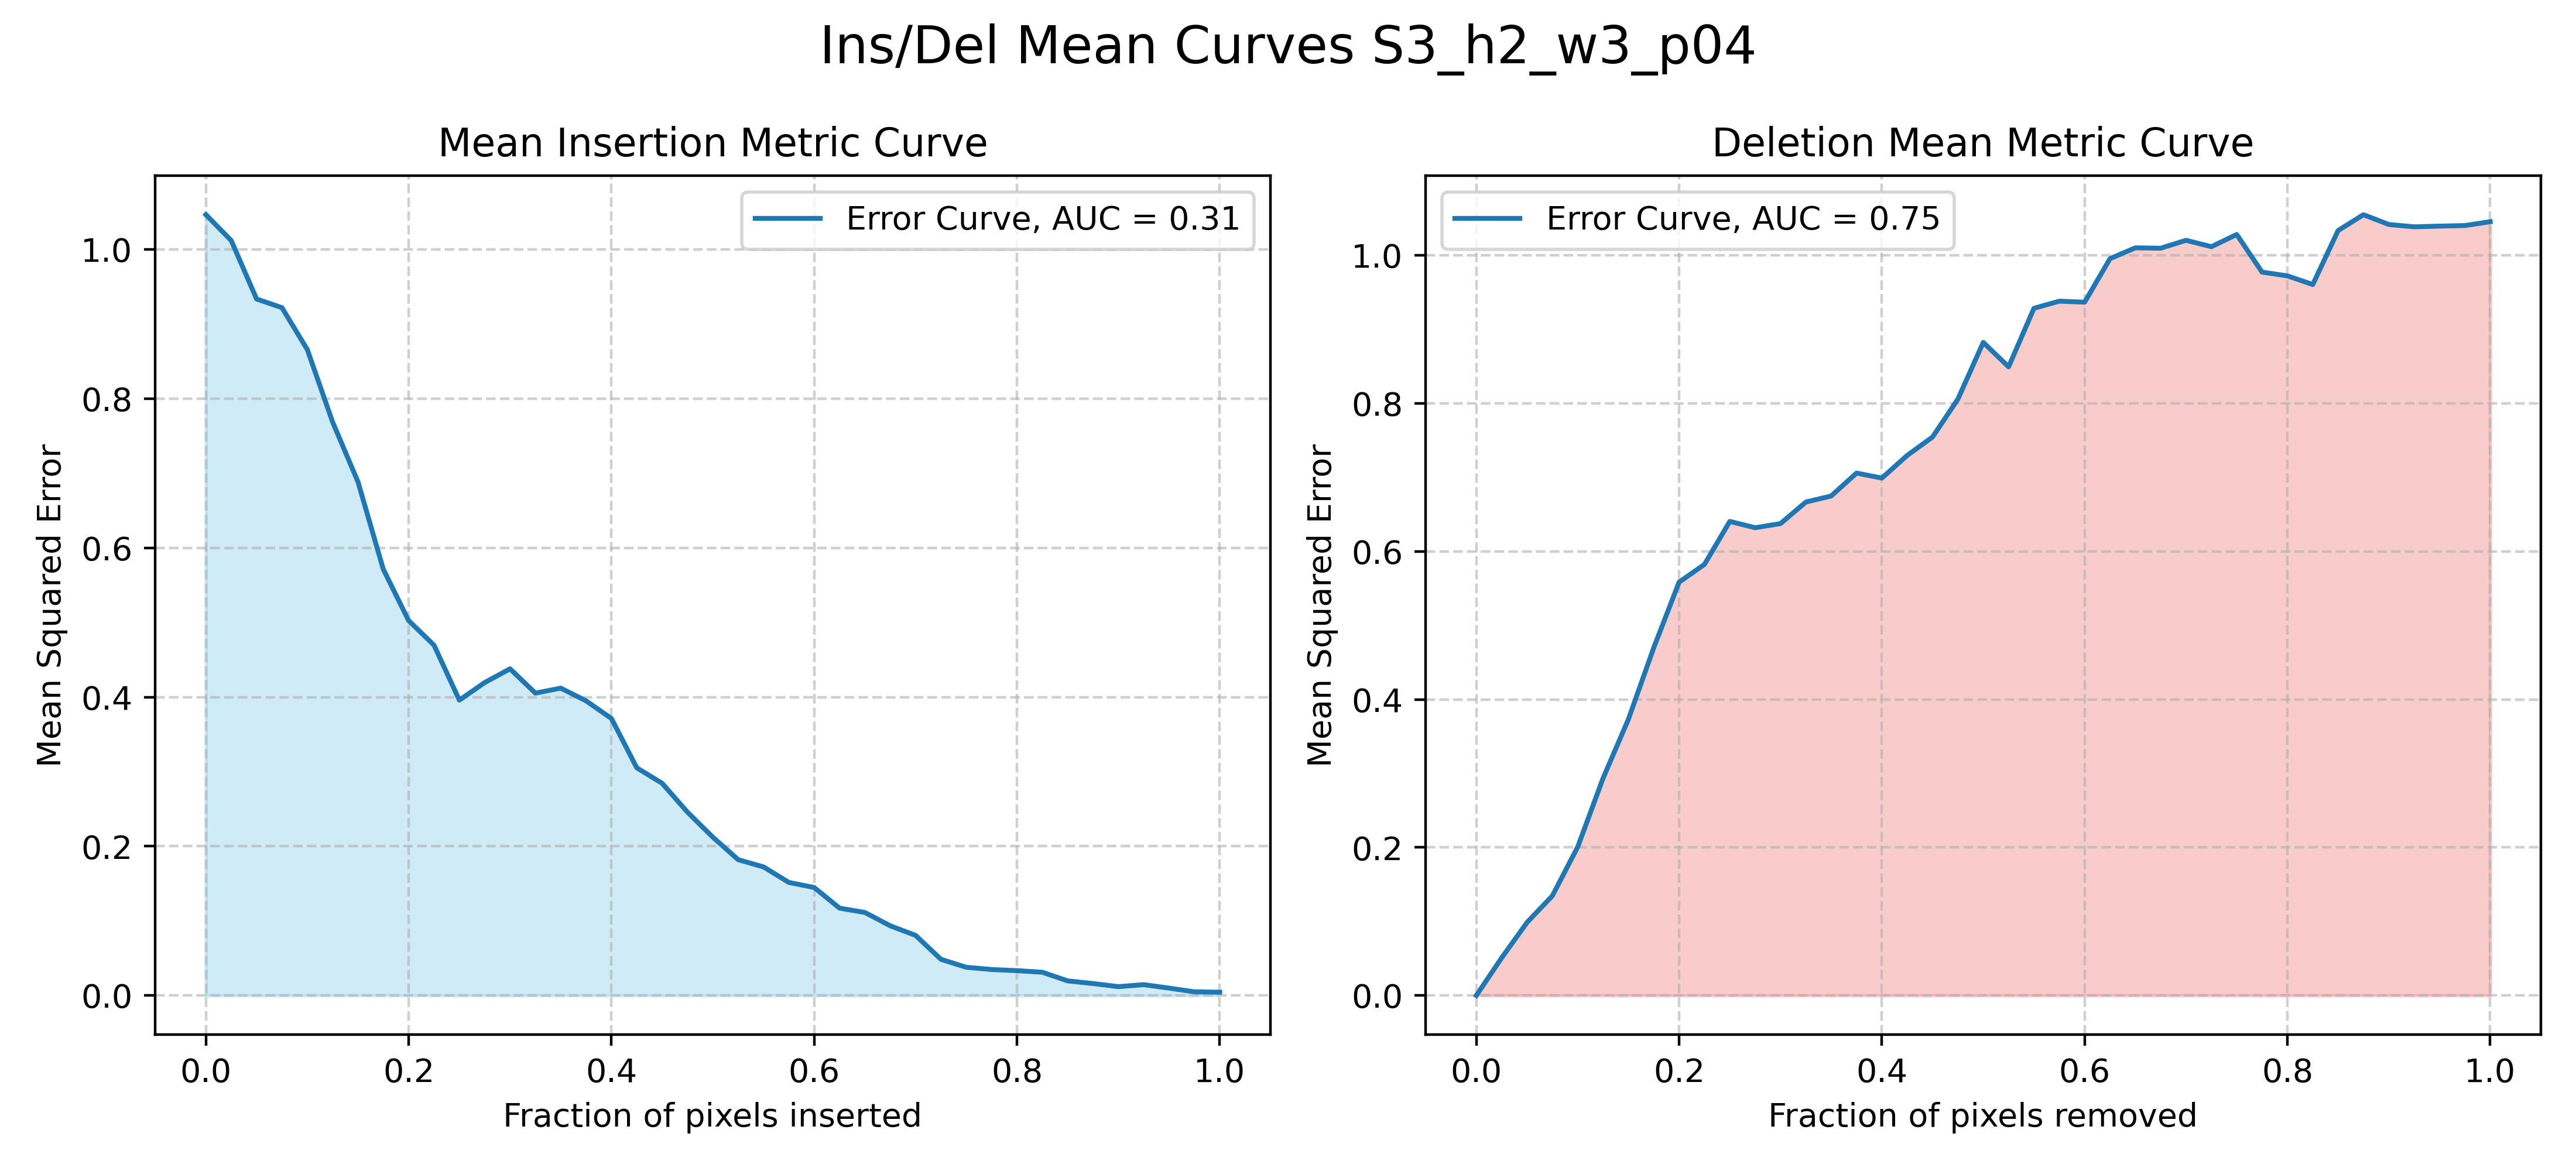 Ins/Del Mean Curves S3_h2_w3_p04
Mean Insertion Metric Curve
Error Curve, AUC = 0.31
Mean Squared Error
1.0
0.8
0.6
0.4
0.2
0.0
0.0 0.2 0.4 0.6 0.8 1.0
Fraction of pixels inserted
Deletion Mean Metric Curve
Error Curve, AUC = 0.75
Mean Squared Error
1.0
0.8
0.6
0.4
0.2
0.0
0.0 0.2 0.4 0.6 0.8 1.0
Fraction of pixels removed